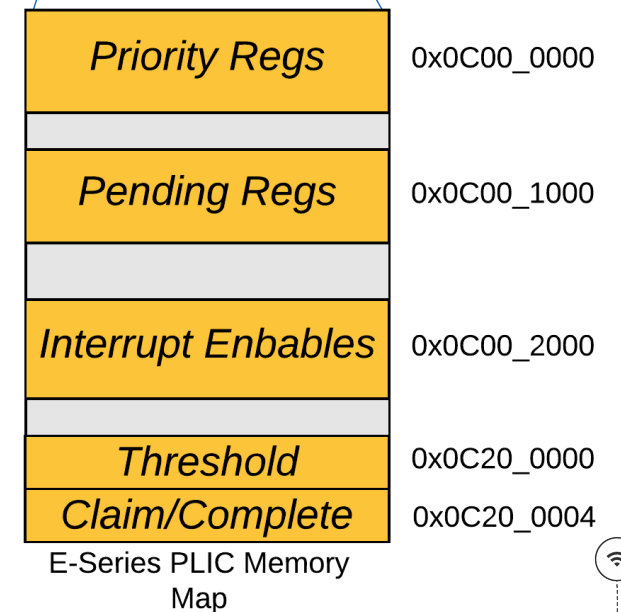 Priority Regs 0x0C00_0000
Pending Regs 0x0C00_1000
Interrupt Enbables 0x0C00_2000
Threshold 0x0C20_0000
Claim/Complete 0x0C20_0004
E-Series PLIC Memory
Map